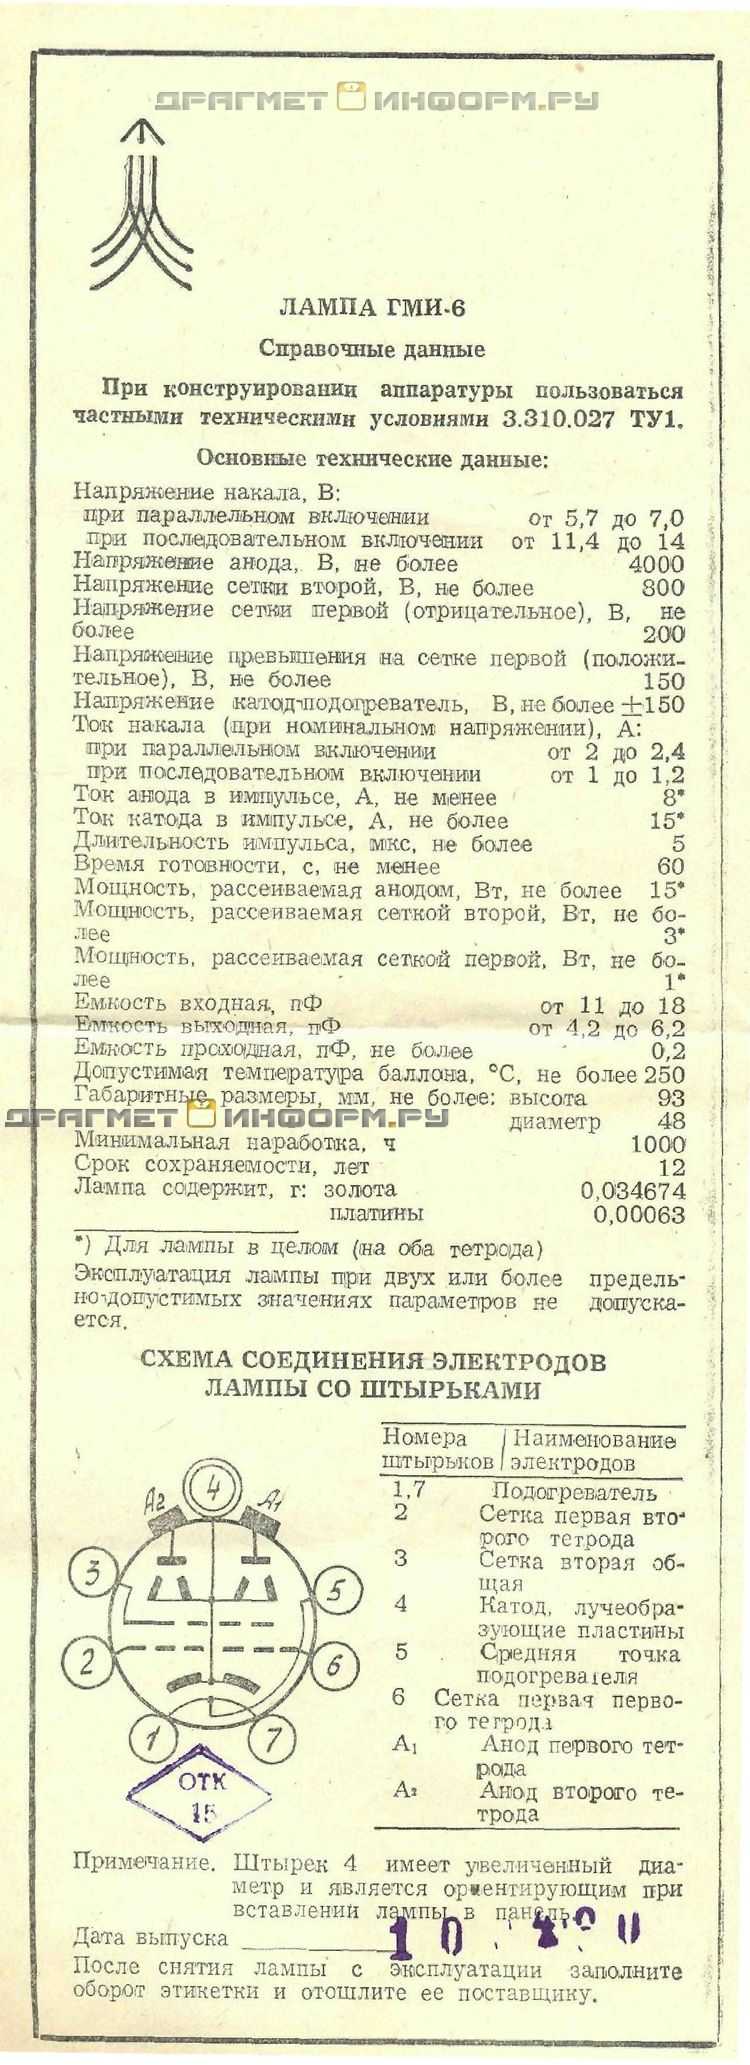 ДРАГМЕТ ИНФОРМ.РУ
ЛАМПА ГМИ-6
Справочные данные
При конструировании аппаратуры пользоваться
частными техническими условиями 3.310.027 ТУ1.
Основные технические данные:
Напряжение накала, В:
при параллельном включении от 5,7 до 7,0
при последовательном включении от 11,4 до 14
Напряжение анода, В, не более 4000
Напряжение сетки второй, В, не более 800
Напряжение сетки первой (отрицательное), В, не
более 200
Напряжение превышения на сетке первой (положи-
тельное), В, не более 150
Напряжение катод-подогреватель, В, не более ±150
Ток накала (при номинальном напряжении), А:
при параллельном включении от 2 до 2,4
при последовательном включении от 1 до 1,2
Ток анода в импульсе, А, не менее 8*
Ток катода в импульсе, А, не более 15*
Длительность импульса, мкс, не более 5
Время готовности, с, не менее 60
Мощность, рассеиваемая анодом, Вт, не более 15*
Мощность, рассеиваемая сеткой второй, Вт, не бо-
лее 3*
Мощность, рассеиваемая сеткой первой, Вт, не бо-
лее 1*
Емкость входная, пФ от 11 до 18
Емкость выходная, пФ от 4,2 до 6,2
Емкость проходная, пФ, не более 0,2
Допустимая температура баллона, °С, не более 250
Габаритные размеры, мм, не более: высота 93
ДРАГМЕТ ИНФОРМ.РУ
диаметр 48
Минимальная наработка, ч 1000
Срок сохраняемости, лет 12
Лампа содержит, г: золота 0,034674
платины 0,00063
*) Для лампы в целом (на оба тетрода)
Эксплуатация лампы при двух или более предель-
но-допустимых значениях параметров не допуска-
ется.
СХЕМА СОЕДИНЕНИЯ ЭЛЕКТРОДОВ
ЛАМПЫ СО ШТЫРЬКАМИ
А2 4 А1
3 5
2 6
1 7
ОТК
15
Номера Наименование
штырьков электродов
1,7 Подогреватель
2 Сетка первая вто-
рого тетрода
3 Сетка вторая об-
щая
4 Катод, лучеобра-
зующие пластины
5 Средняя точка
подогревателя
6 Сетка первая перво-
го тетрода
А1 Анод первого тет-
рода
А2 Анод второго те-
трода
Примечание. Штырек 4 имеет увеличенный диа-
метр и является ориентирующим при
вставлении лампы в панель.
Дата выпуска 10
После снятия лампы с эксплуатации заполните
оборот этикетки и отошлите ее поставщику.